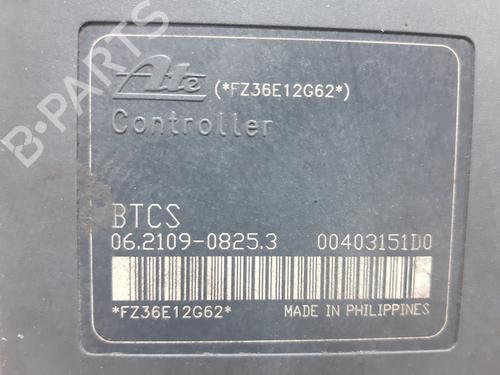 Ate (*FZ36E12G62*)
Controller
BTCS
06.2109-0825.3 00403151D0
*FZ36E12G62* MADE IN PHILIPPINES
B-PARTS